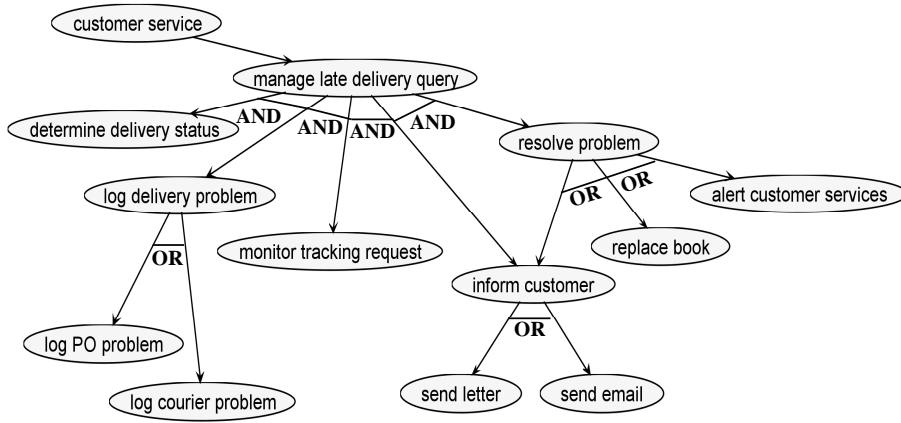 customer service
manage late delivery query
AND
AND
AND
AND
determine delivery status
resolve problem
log delivery problem
OR
OR
alert customer services
monitor tracking request
replace book
OR
inform customer
OR
log PO problem
send letter
send email
log courier problem